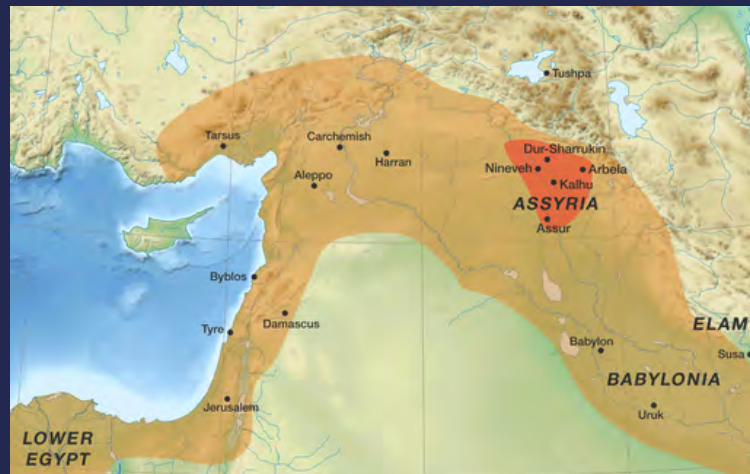 Tushpa
Tarsus
Carchemish
Harran
Dur-Sharrukin
Nineveh
Arbela
Aleppo
Kalhu
ASSYRIA
Assur
Byblos
Damascus
Tyre
ELAM
Babylon
Susa
BABYLONIA
Jerusalem
Uruk
LOWER
EGYPT